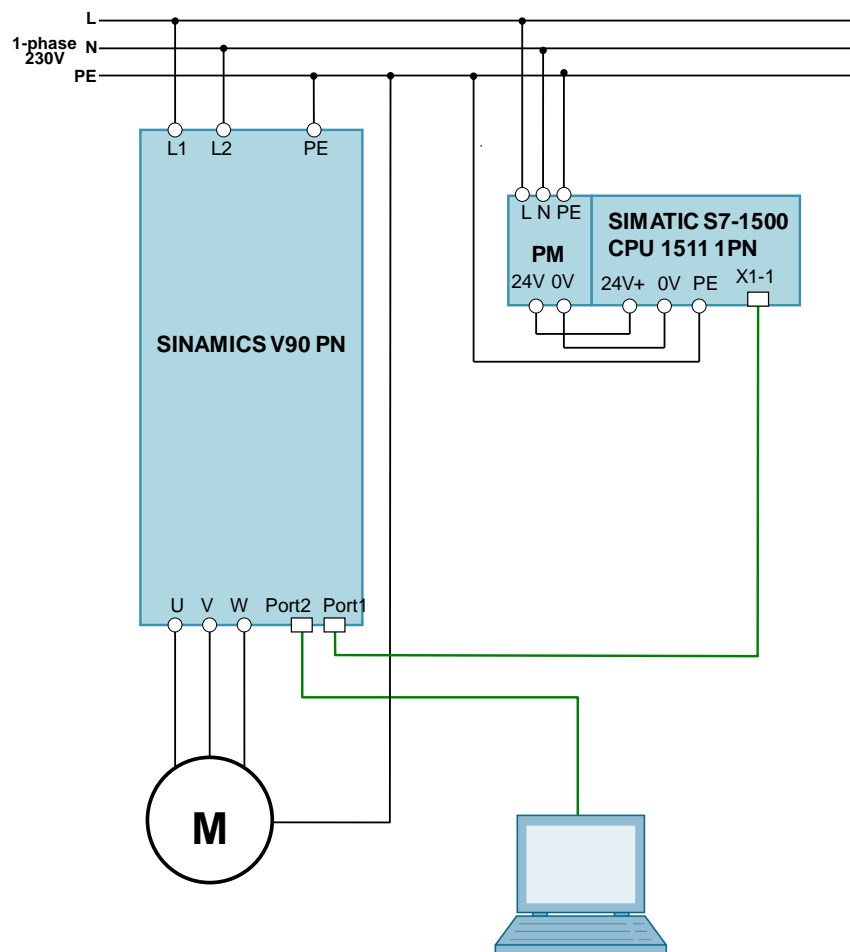 L
1-phase N
230V
PE
L1 L2 PE
L N PE
SIMATIC S7-1500
CPU 1511 1PN
PM
24V 0V 24V+ 0V PE X1-1
SINAMICS V90 PN
U V W Port2 Port1
M